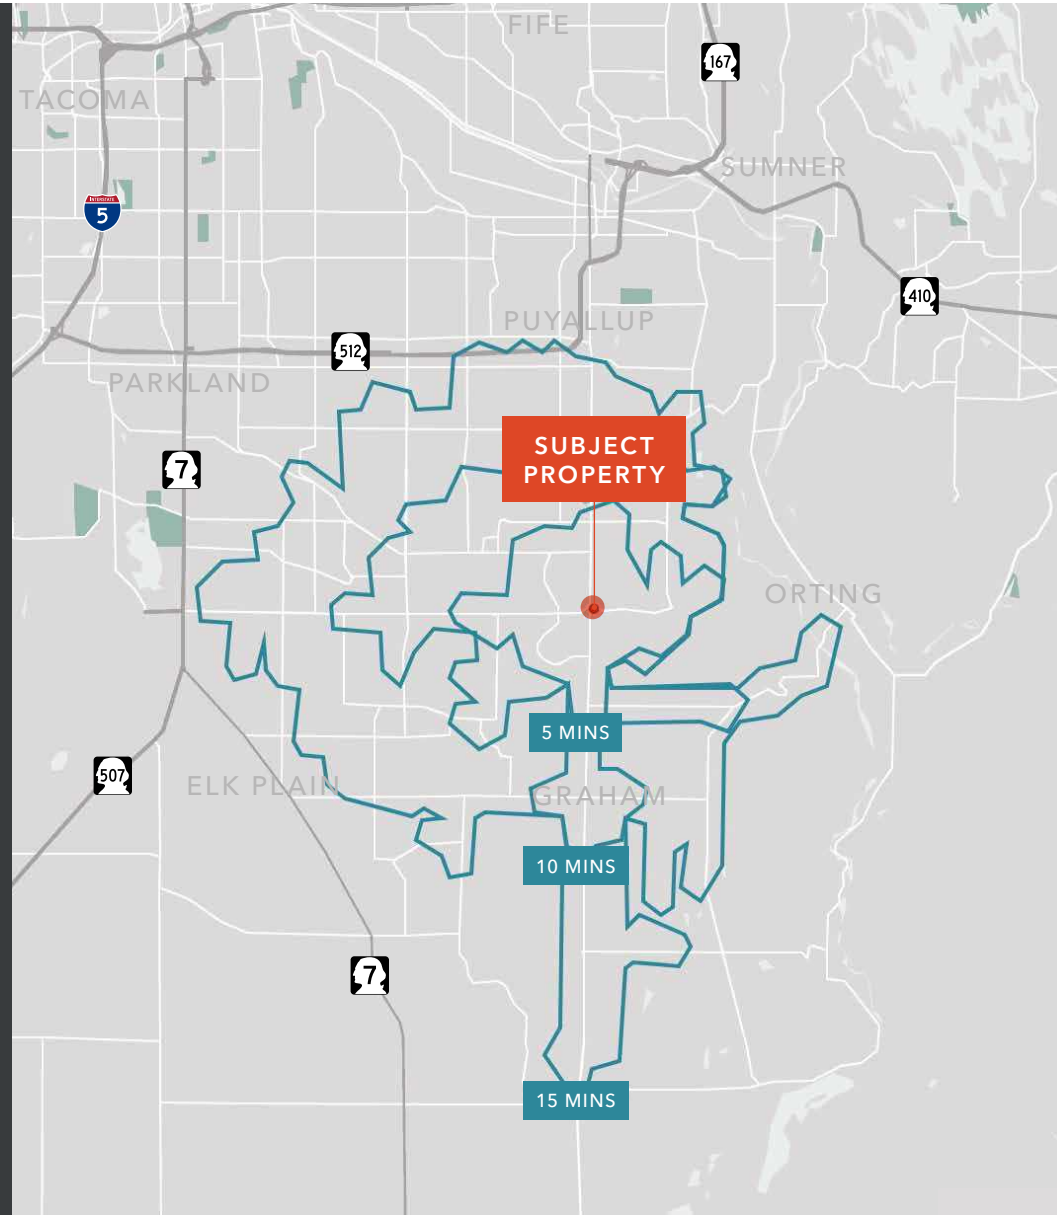 FIFE
167
TACOMA
SUMNER
INTERSTATE
5
410
PUYALLUP
512
PARKLAND
SUBJECT
PROPERTY
7
ORTING
5 MINS
507
ELK PLAIN
GRAHAM
10 MINS
7
15 MINS